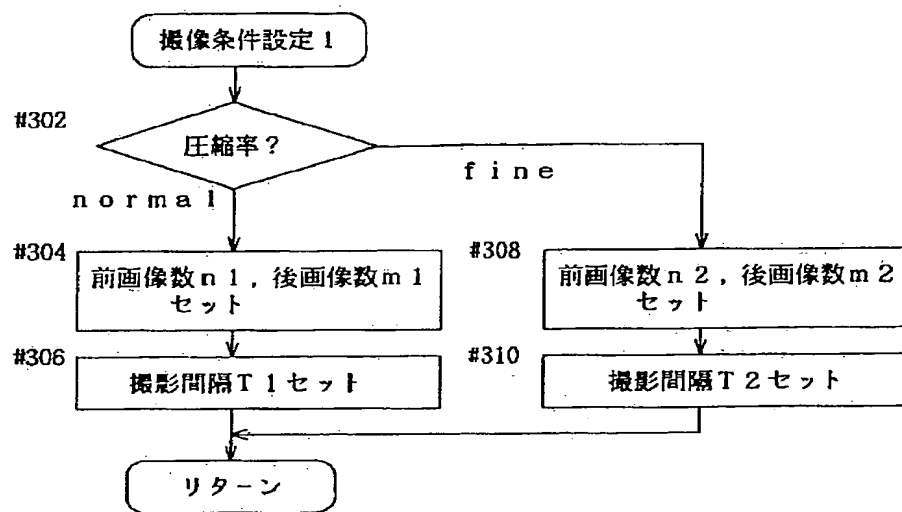 撮像条件設定1
#302
圧縮率?
fine
normal
#304
前画像数n1,後画像数m1
セット
#308
前画像数n2,後画像数m2
セット
#306
撮影間隔T1セット
#310
撮影間隔T2セット
リターン